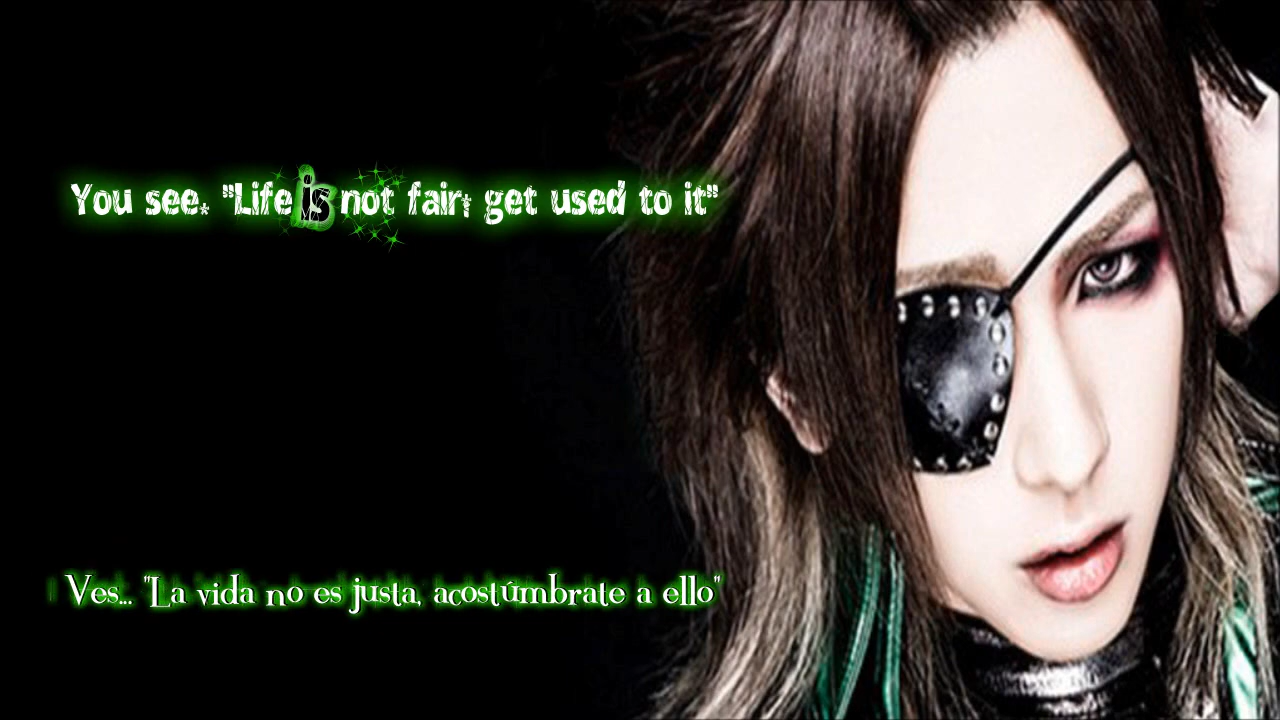 You see. "Life is not fair; get used to it"
Ves... "La vida no es justa, acostúmbrate a ello"